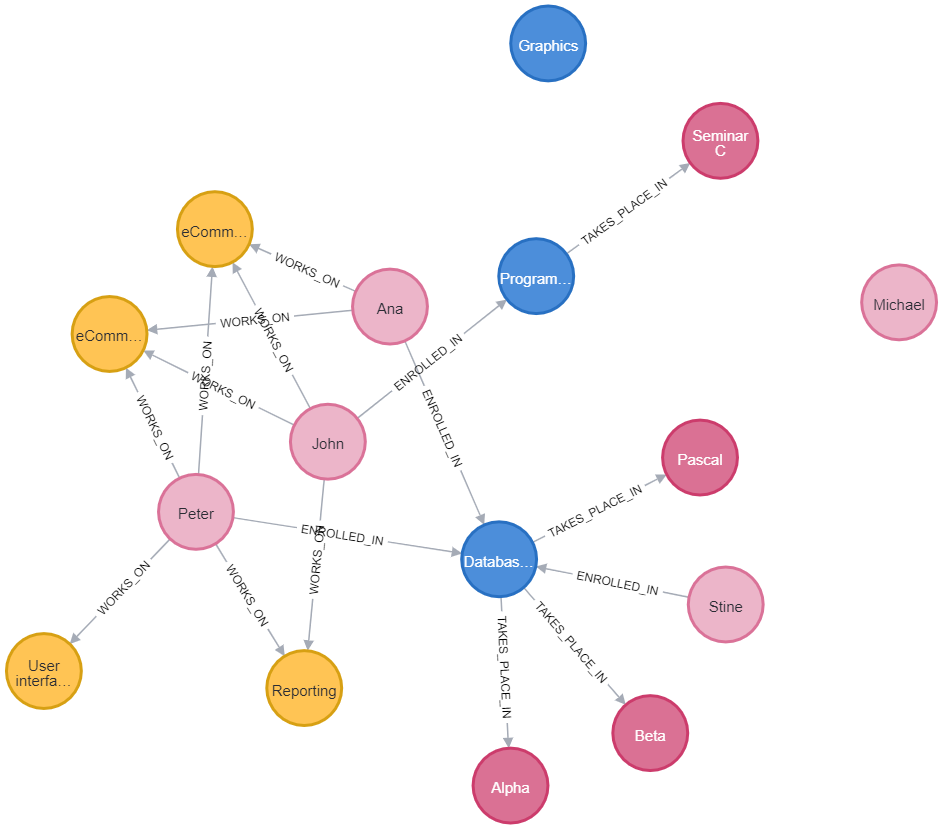 Graphics
Seminar
C
TAKES_PLACE_IN
eComm…
WORKS_ON
Program…
Ana
Michael
WORKS_ON
eComm…
WORKS_ON
ENROLLED_IN
WORKS_ON
WORKS_ON
WORKS_ON
ENROLLED_IN
John
Pascal
Peter
TAKES_PLACE_IN
ENROLLED_IN
WORKS_ON
Databas…
ENROLLED_IN
WORKS_ON
WORKS_ON
Stine
TAKES_PLACE_IN
TAKES_PLACE_IN
User
interfa…
Reporting
Beta
Alpha